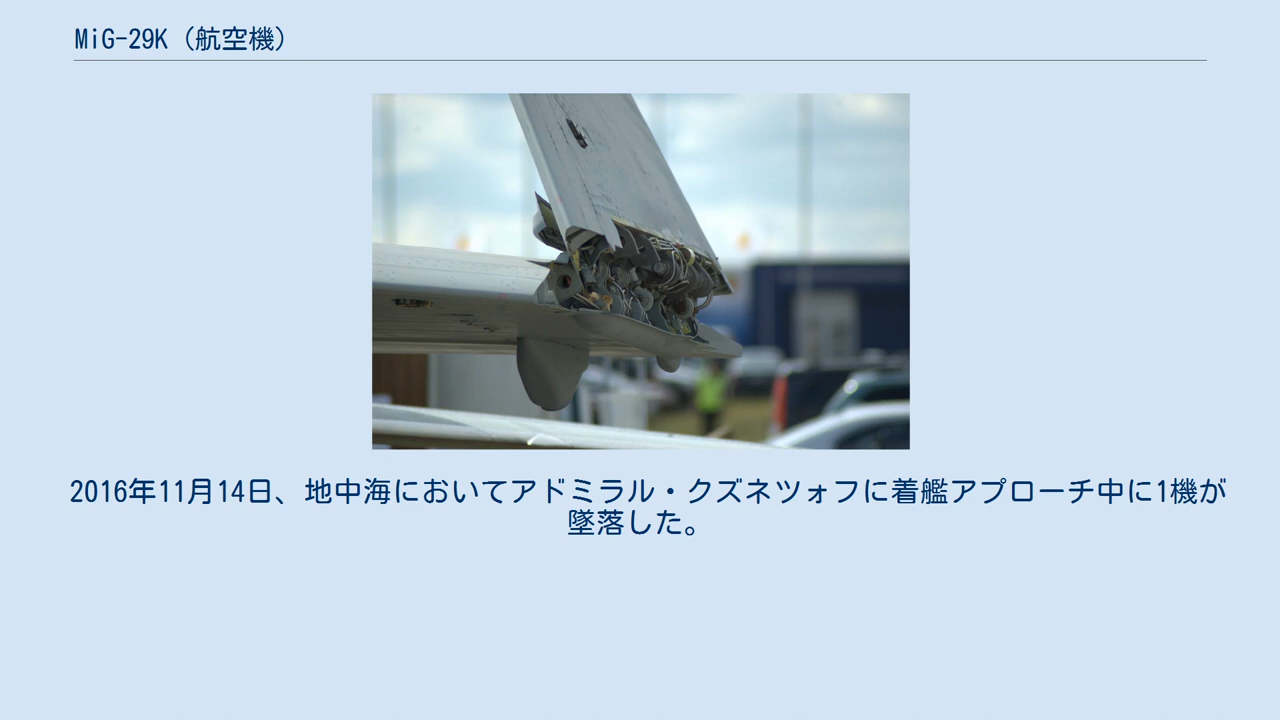 MiG-29K（航空機）
2016年11月14日、地中海においてアドミラル・クズネツォフに着艦アプローチ中に1機が
墜落した。